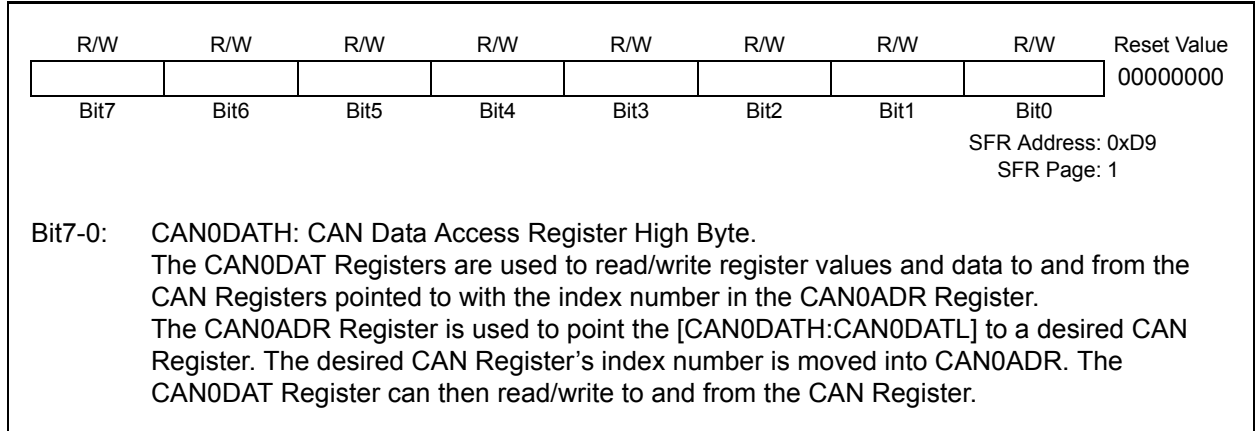 R/W R/W R/W R/W R/W R/W R/W R/W Reset Value
00000000
Bit7 Bit6 Bit5 Bit4 Bit3 Bit2 Bit1 Bit0
SFR Address: 0xD9
SFR Page: 1
Bit7-0: CAN0DATH: CAN Data Access Register High Byte.
The CAN0DAT Registers are used to read/write register values and data to and from the
CAN Registers pointed to with the index number in the CAN0ADR Register.
The CAN0ADR Register is used to point the [CAN0DATH:CAN0DATL] to a desired CAN
Register. The desired CAN Register’s index number is moved into CAN0ADR. The
CAN0DAT Register can then read/write to and from the CAN Register.